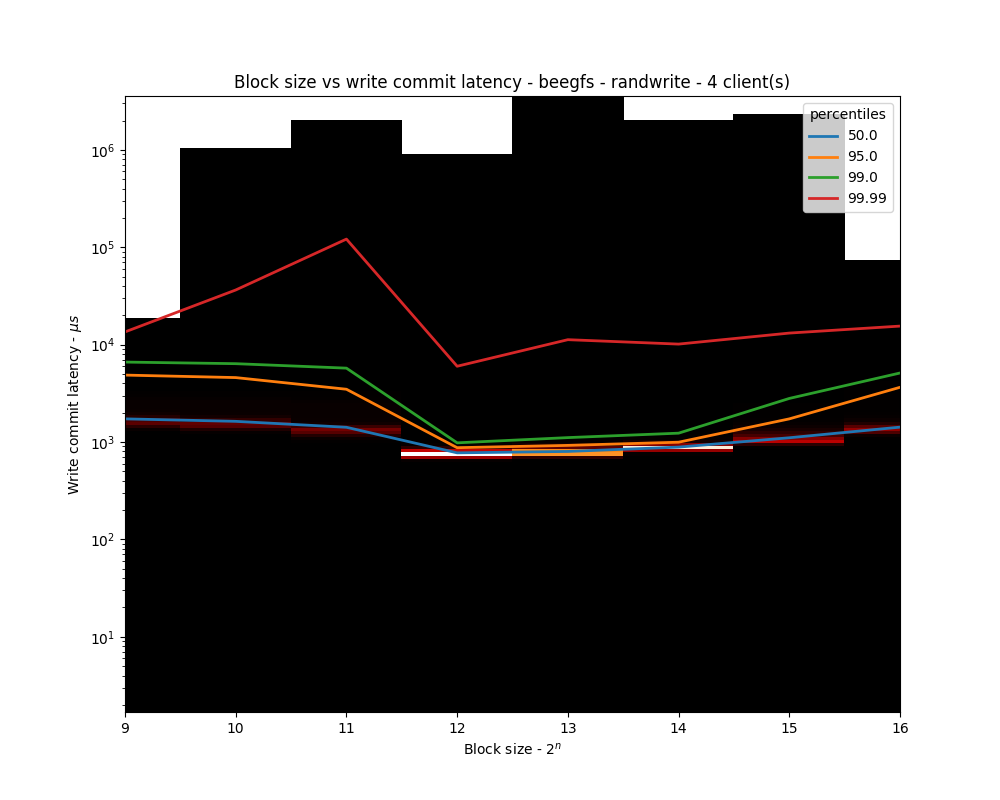 Block size vs write commit latency - beegfs - randwrite - 4 client(s)
percentiles
50.0
95.0
99.0
99.99
10⁶
10⁵
10⁴
10³
10²
10¹
Write commit latency - μs
9 10 11 12 13 14 15 16
Block size - 2ⁿ